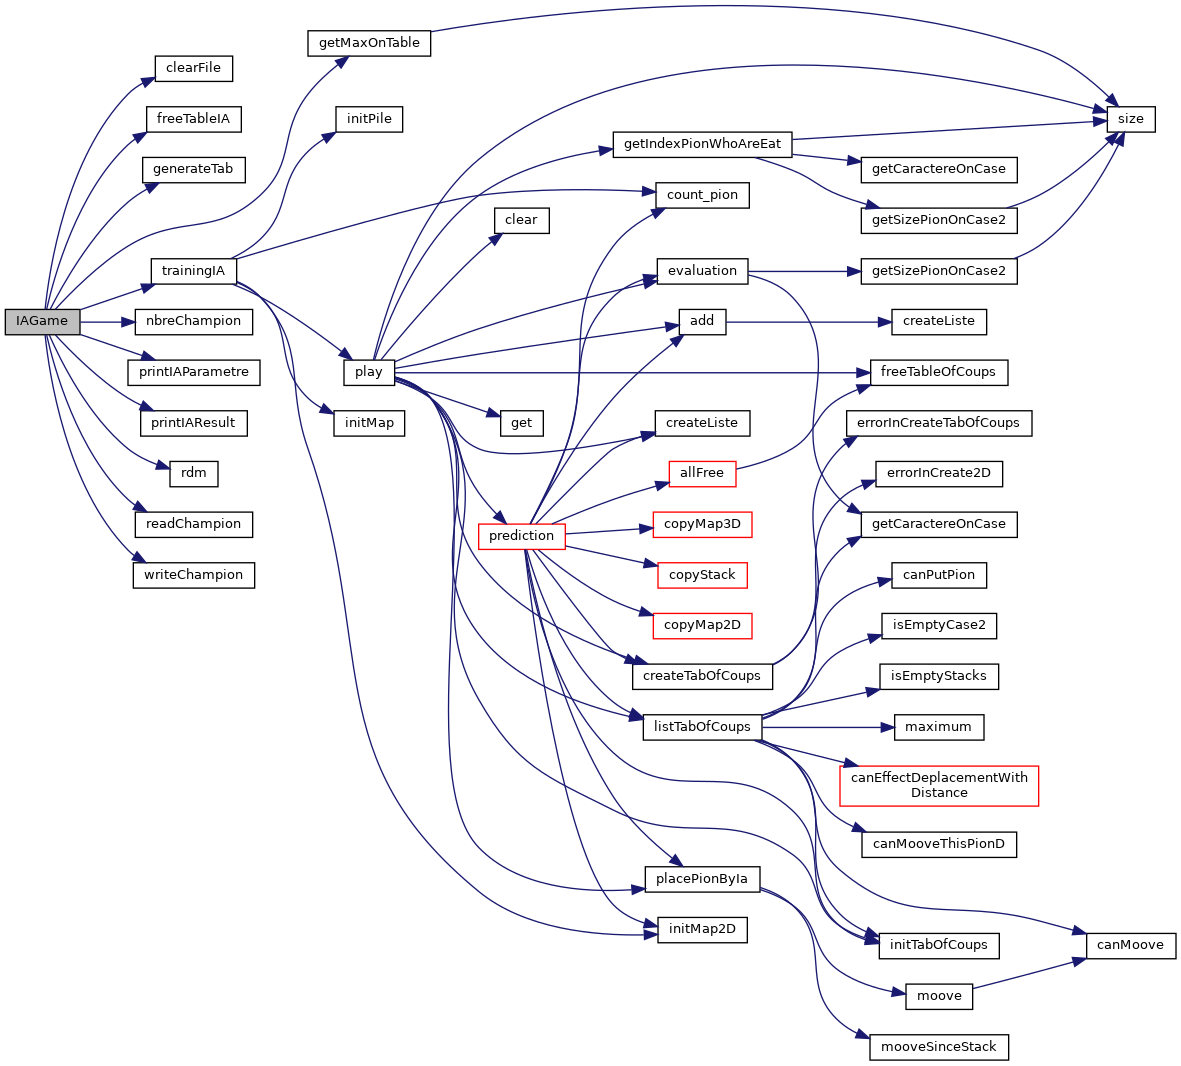 IAGame
clearFile
freeTableIA
generateTab
getMaxOnTable
trainingIA
nbreChampion
printIAParametre
printIAResult
rdm
readChampion
writeChampion
initPile
play
initMap
clear
get
prediction
getIndexPionWhoAreEat
count_pion
evaluation
add
createListe
allFree
copyMap3D
copyStack
copyMap2D
createTabOfCoups
listTabOfCoups
placePionByIa
initMap2D
size
getCaractereOnCase
getSizePionOnCase2
getSizePionOnCase2
createListe
freeTableOfCoups
errorInCreateTabOfCoups
errorInCreate2D
getCaractereOnCase
canPutPion
isEmptyCase2
isEmptyStacks
maximum
canEffectDeplacementWith
Distance
canMooveThisPionD
initTabOfCoups
canMoove
moove
mooveSinceStack